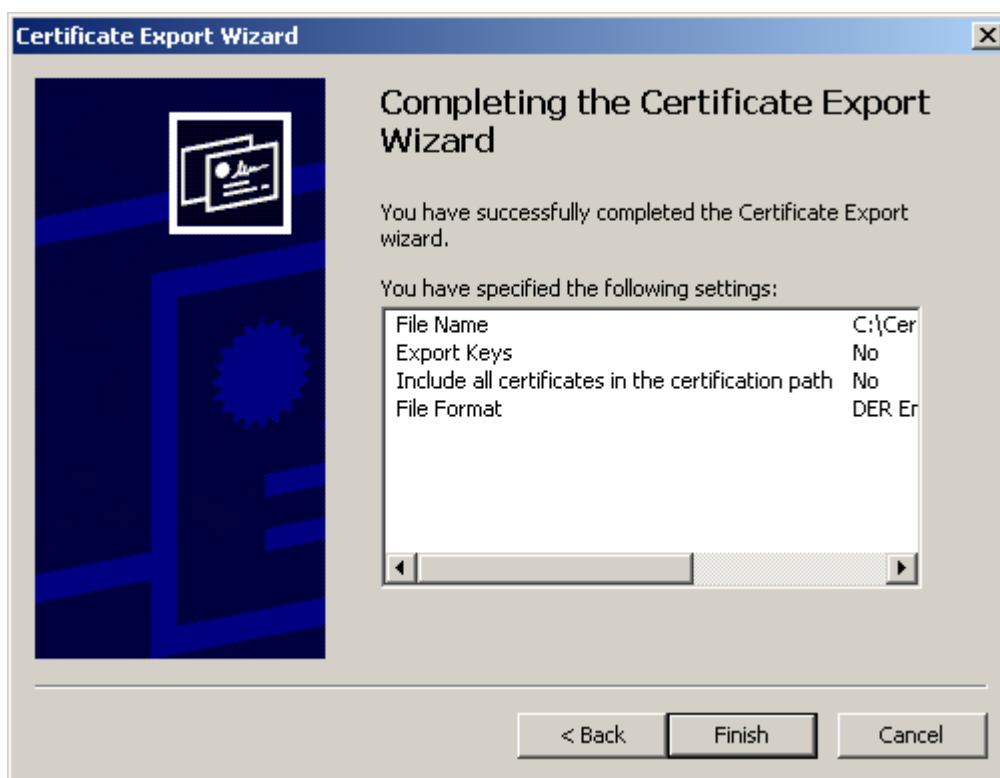 Certificate Export Wizard
Completing the Certificate Export
Wizard
You have successfully completed the Certificate Export
wizard.
You have specified the following settings:
File Name C:\Cer
Export Keys No
Include all certificates in the certification path No
File Format DER Er
< Back Finish Cancel